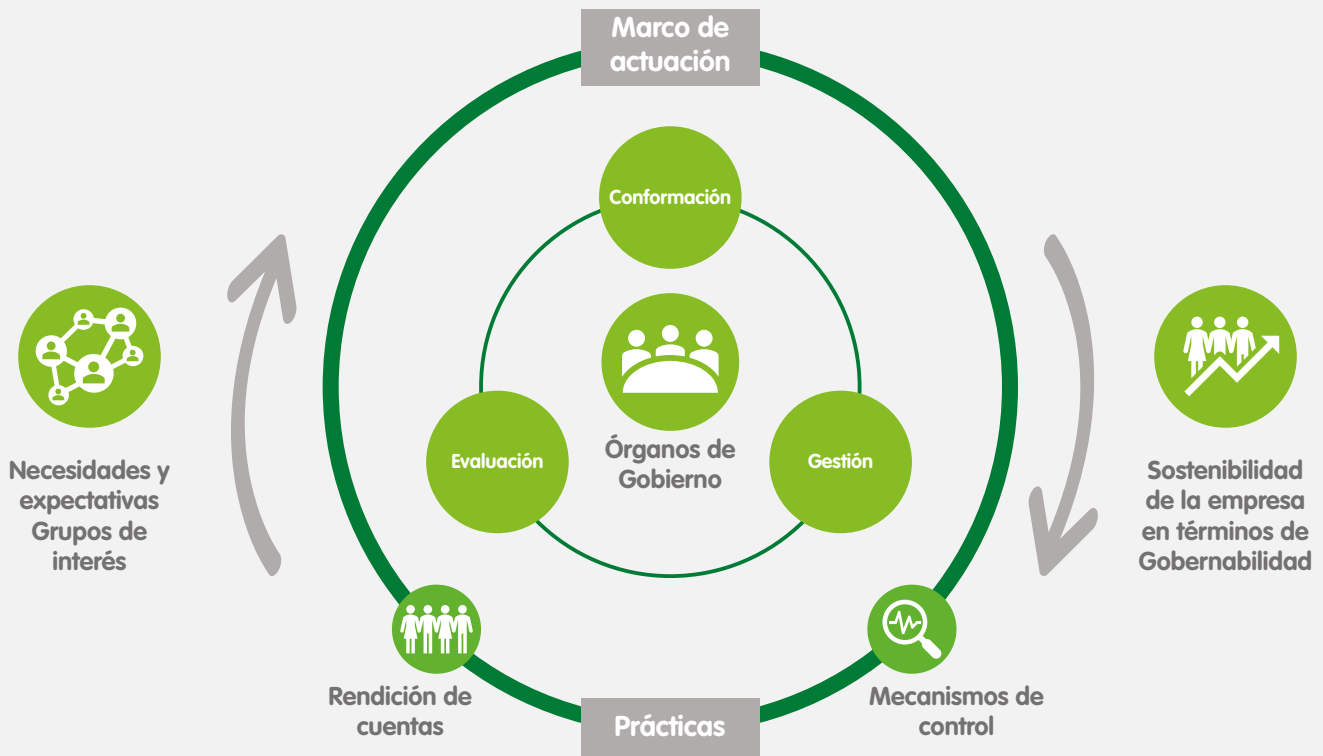 Marco de
actuación
Conformación
Necesidades y
expectativas
Grupos de
interés
Evaluación
Órganos de
Gobierno
Gestión
Sostenibilidad
de la empresa
en términos de
Gobernabilidad
Rendición de
cuentas
Prácticas
Mecanismos de
control